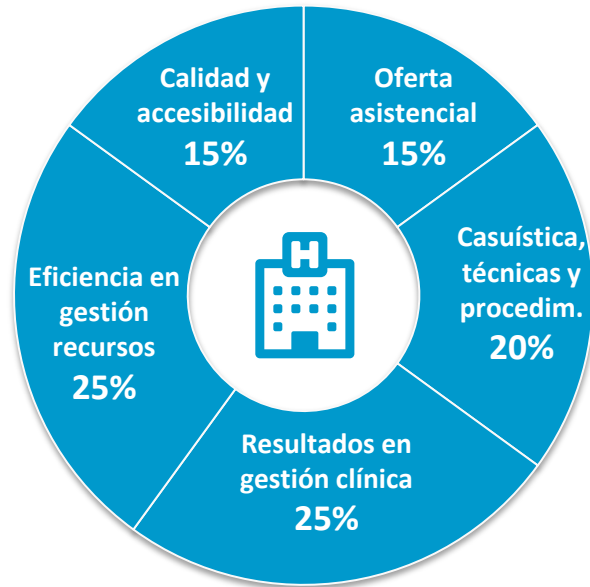 Calidad y
accesibilidad
15%
Oferta
asistencial
15%
Casuística,
técnicas y
procedim.
20%
Eficiencia en
gestión
recursos
25%
Resultados en
gestión clínica
25%
H